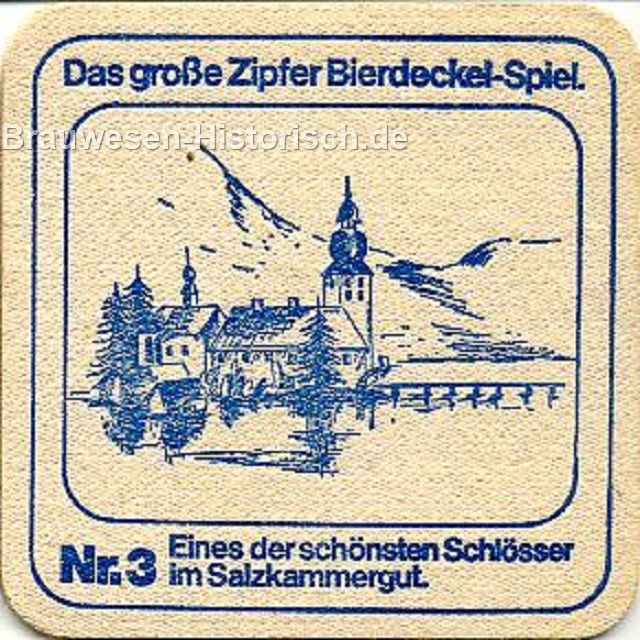 Das große Zipfer Bierdeckel-Spiel.
Brauwesen-Historisch.de
Nr.3 Eines der schönsten Schlösser
im Salzkammergut.